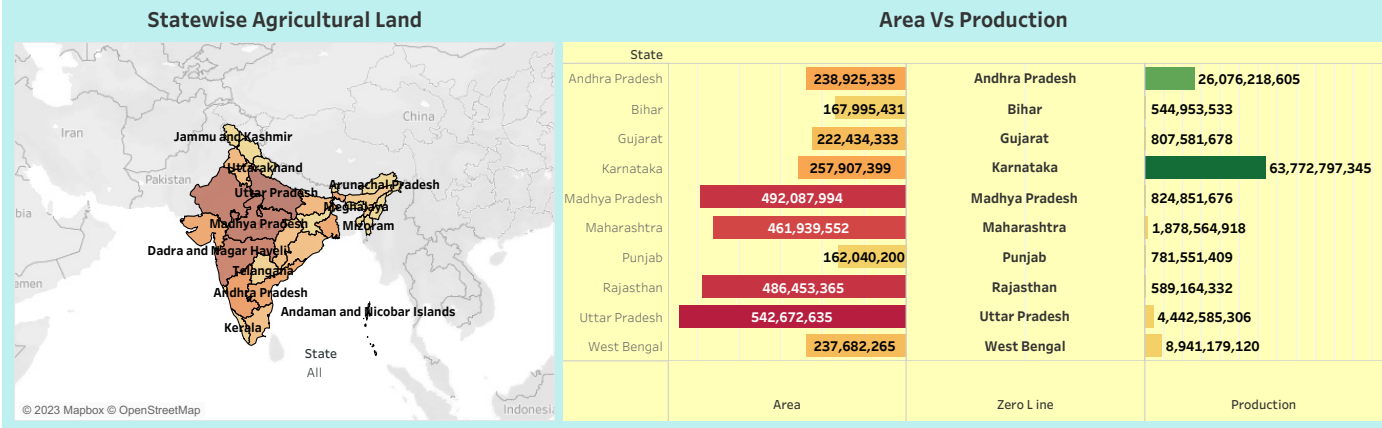 Statewise Agricultural Land
Area Vs Production
Iran
China
Pakistan
Jammu and Kashmir
Uttarakhand
Uttar Pradesh
Arunachal Pradesh
Meghalaya
Madhya Pradesh
Mizoram
Dadra and Nagar Haveli
Telangana
Andhra Pradesh
Andaman and Nicobar Islands
Kerala
bia
emen
State
All
© 2023 Mapbox © OpenStreetMap
Indonesia
State
Andhra Pradesh 238,925,335 Andhra Pradesh 26,076,218,605
Bihar 167,995,431 Bihar 544,953,533
Gujarat 222,434,333 Gujarat 807,581,678
Karnataka 257,907,399 Karnataka 63,772,797,345
Madhya Pradesh 492,087,994 Madhya Pradesh 824,851,676
Maharashtra 461,939,552 Maharashtra 1,878,564,918
Punjab 162,040,200 Punjab 781,551,409
Rajasthan 486,453,365 Rajasthan 589,164,332
Uttar Pradesh 542,672,635 Uttar Pradesh 4,442,585,306
West Bengal 237,682,265 West Bengal 8,941,179,120
Area Zero Line Production